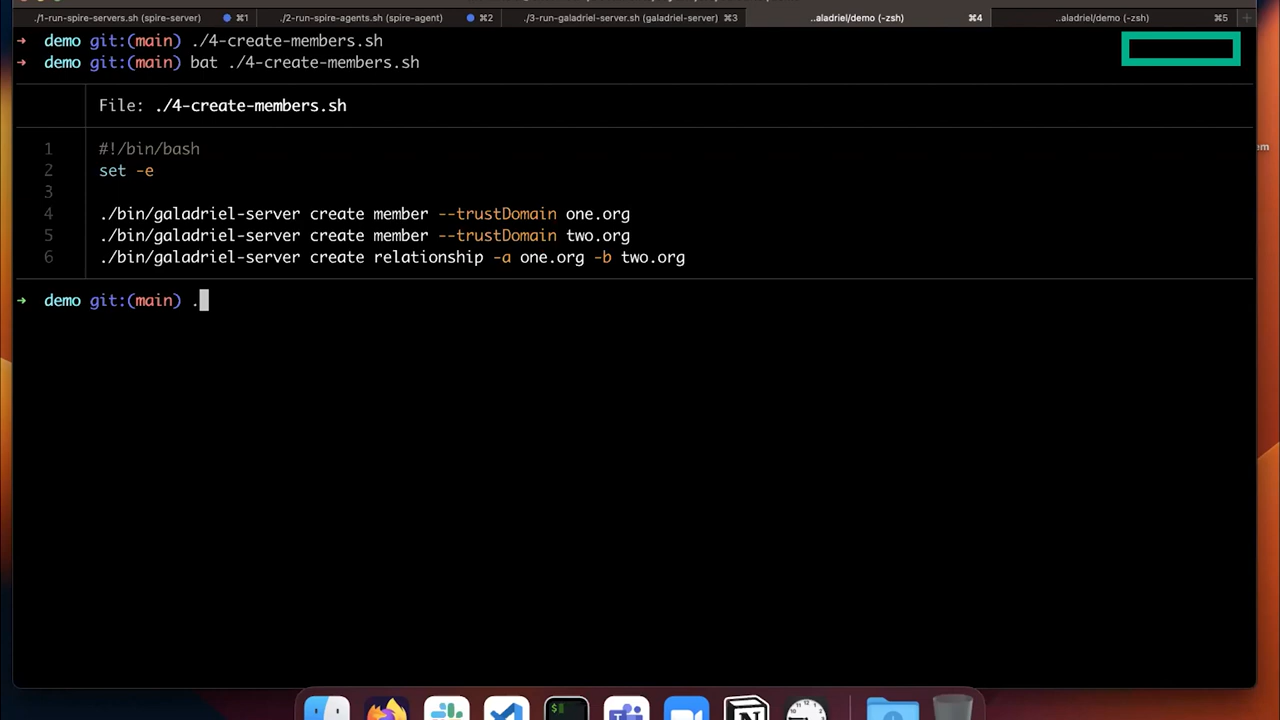 ./1-run-spire-servers.sh (spire-server) ⌘1 ./2-run-spire-agents.sh (spire-agent) ⌘2 ./3-run-galadriel-server.sh (galadriel-server) ⌘3 ..aladriel/demo (-zsh) ⌘4 ..aladriel/demo (-zsh) ⌘5
→ demo git:(main) ./4-create-members.sh
→ demo git:(main) bat ./4-create-members.sh
File: ./4-create-members.sh
1 #!/bin/bash
2 set -e
3
4 ./bin/galadriel-server create member --trustDomain one.org
5 ./bin/galadriel-server create member --trustDomain two.org
6 ./bin/galadriel-server create relationship -a one.org -b two.org
→ demo git:(main) .